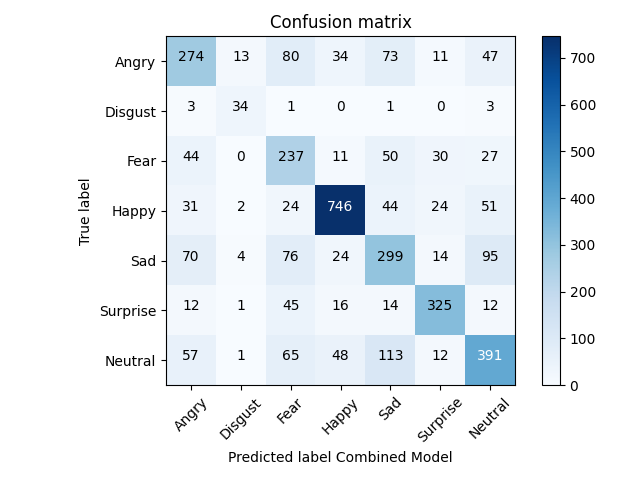 Confusion matrix
Angry 274 13 80 34 73 11 47
Disgust 3 34 1 0 1 0 3
Fear 44 0 237 11 50 30 27
Happy 31 2 24 746 44 24 51
Sad 70 4 76 24 299 14 95
Surprise 12 1 45 16 14 325 12
Neutral 57 1 65 48 113 12 391
True label
Angry Disgust Fear Happy Sad Surprise Neutral
Predicted label Combined Model
700
600
500
400
300
200
100
0